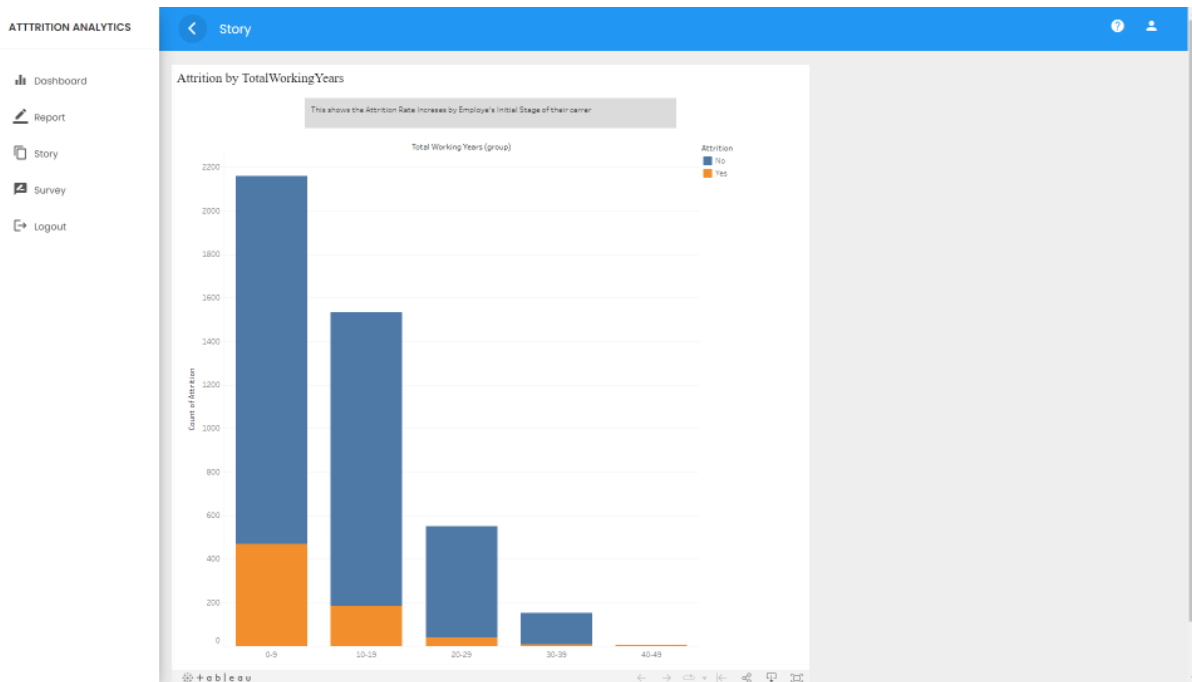 ATTTRITION ANALYTICS
Story
Dashboard
Report
Story
Survey
Logout
Attrition by TotalWorkingYears
This shows the Attrition Rate Increses by Employe's Initial Stage of their carrer
Total Working Years (group)
Attrition
No
Yes
2200
2000
1800
1600
1400
1200
1000
800
600
400
200
0
Count of Attrition
0-9
10-19
20-29
30-39
40-49
+ableau